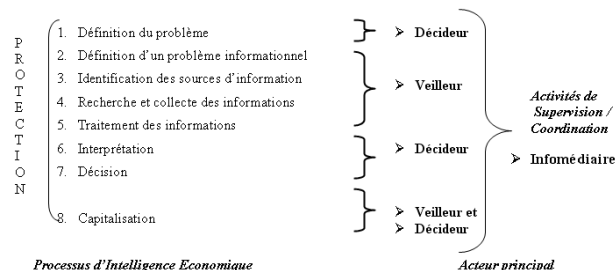 PROTECTION
1. Définition du problème
2. Définition d'un problème informationnel
3. Identification des sources d'information
4. Recherche et collecte des informations
5. Traitement des informations
6. Interprétation
7. Décision
8. Capitalisation
➢ Décideur
➢ Veilleur
➢ Décideur
➢ Veilleur et
➢ Décideur
Activités de
Supervision /
Coordination
➢ Infomédiaire
Processus d'Intelligence Economique
Acteur principal